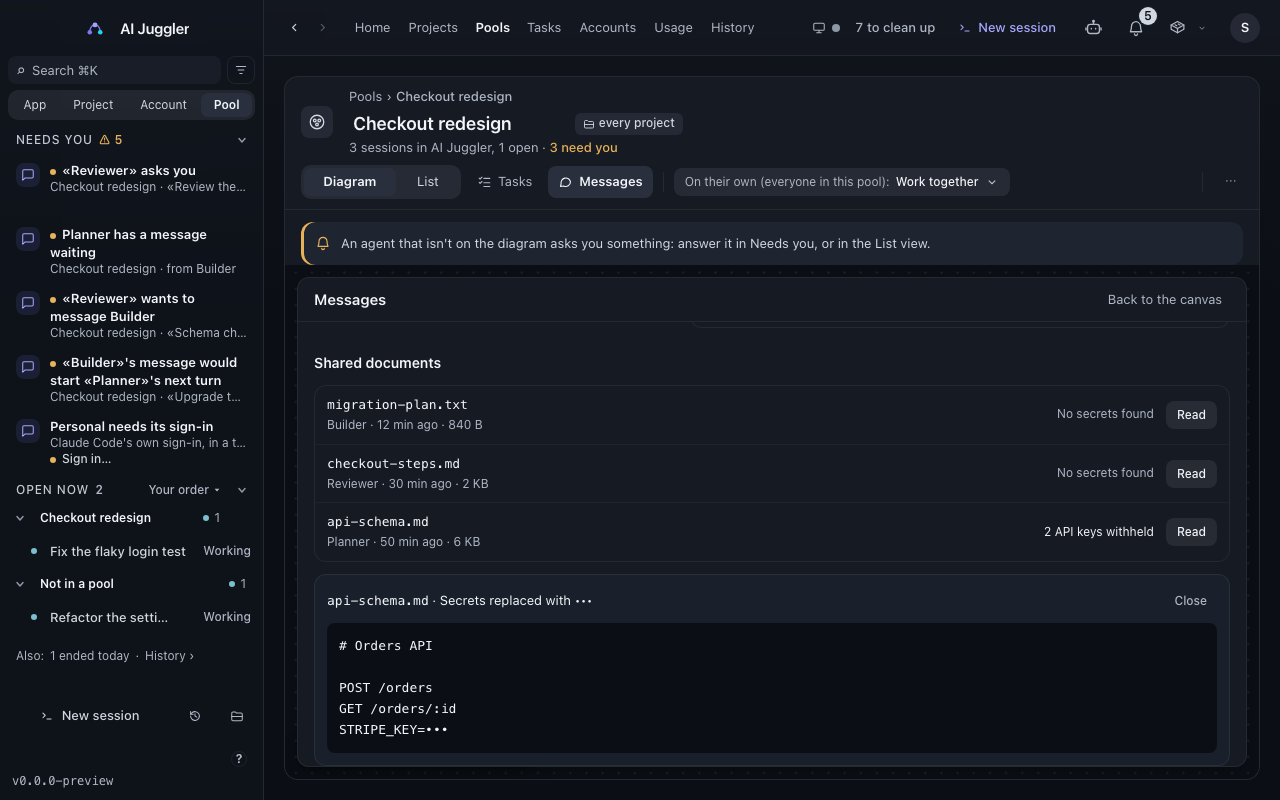 AI Juggler
Search ⌘K
App Project Account Pool
NEEDS YOU 5
«Reviewer» asks you
Checkout redesign · «Review the…
Planner has a message
waiting
Checkout redesign · from Builder
«Reviewer» wants to
message Builder
Checkout redesign · «Schema ch…
«Builder»'s message would
start «Planner»'s next turn
Checkout redesign · «Upgrade t…
Personal needs its sign-in
Claude Code's own sign-in, in a t…
Sign in…
OPEN NOW 2 Your order
Checkout redesign 1
Fix the flaky login test Working
Not in a pool 1
Refactor the setti… Working
Also: 1 ended today · History ›
New session
?
v0.0.0-preview
Home Projects Pools Tasks Accounts Usage History 7 to clean up New session 5 S
Pools › Checkout redesign
Checkout redesign every project
3 sessions in AI Juggler, 1 open · 3 need you
Diagram List Tasks Messages On their own (everyone in this pool): Work together ···
An agent that isn't on the diagram asks you something: answer it in Needs you, or in the List view.
Messages Back to the canvas
Shared documents
migration-plan.txt
Builder · 12 min ago · 840 B
No secrets found Read
checkout-steps.md
Reviewer · 30 min ago · 2 KB
No secrets found Read
api-schema.md
Planner · 50 min ago · 6 KB
2 API keys withheld Read
api-schema.md · Secrets replaced with ••• Close
# Orders API
POST /orders
GET /orders/:id
STRIPE_KEY=•••